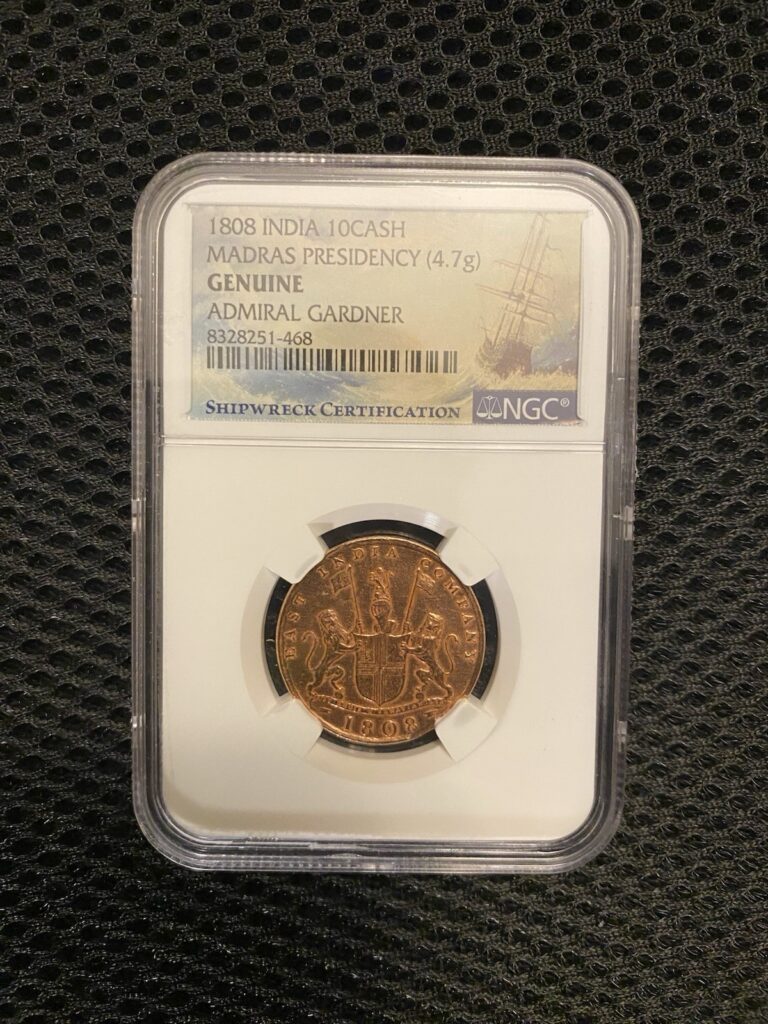 1808 INDIA 10CASH
MADRAS PRESIDENCY (4.7g)
GENUINE
ADMIRAL GARDNER
8328251-468
SHIPWRECK CERTIFICATION
NGC®
EAST INDIA COMPANY
1808